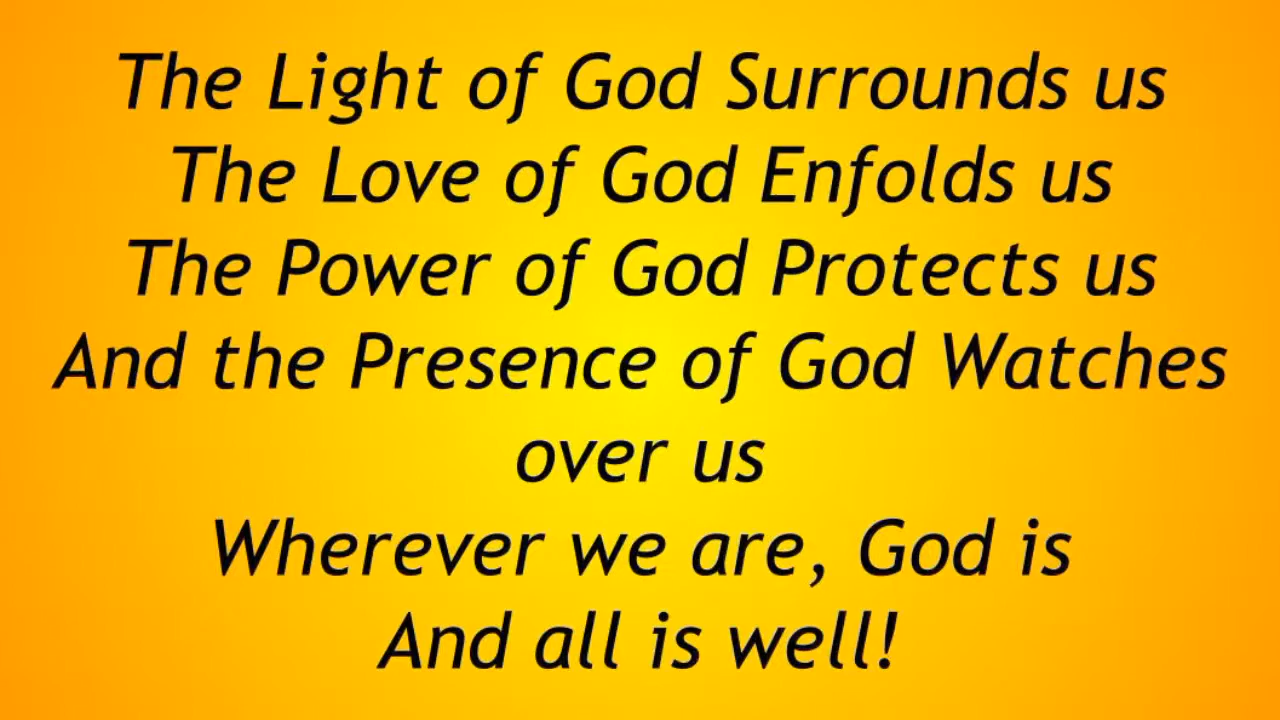 The Light of God Surrounds us
The Love of God Enfolds us
The Power of God Protects us
And the Presence of God Watches
over us
Wherever we are, God is
And all is well!